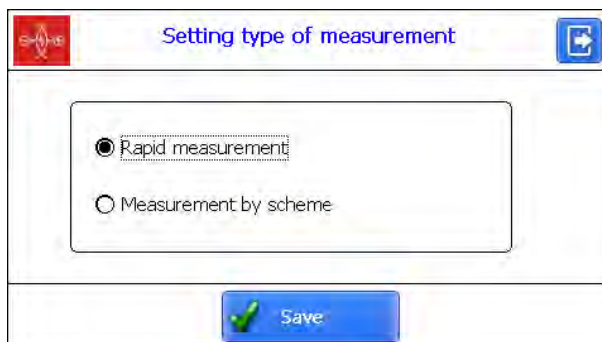 Setting type of measurement
Rapid measurement
Measurement by scheme
Save